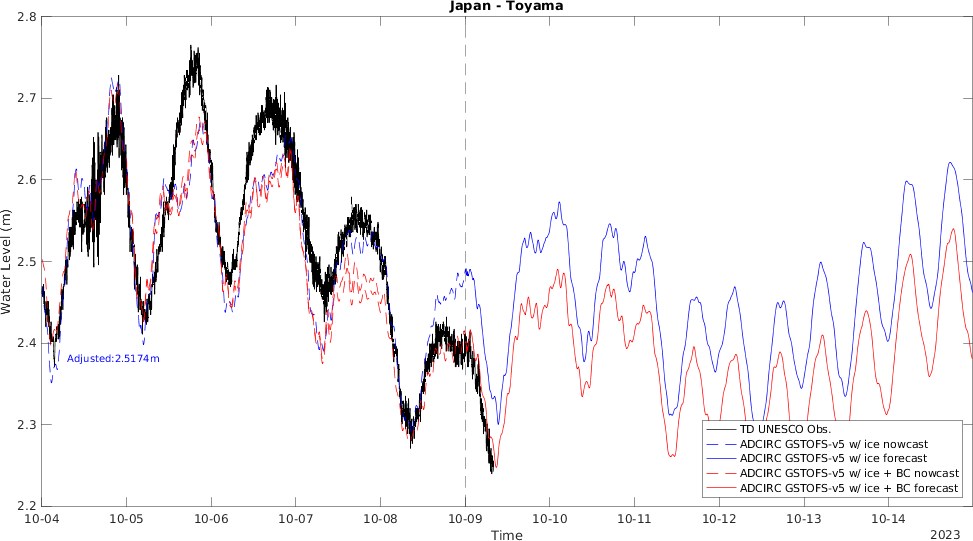 Japan - Toyama
2.8
2.7
2.6
2.5
2.4
2.3
2.2
Water Level (m)
Adjusted:2.5174m
TD UNESCO Obs.
ADCIRC GSTOFS-v5 w/ ice nowcast
ADCIRC GSTOFS-v5 w/ ice forecast
ADCIRC GSTOFS-v5 w/ ice + BC nowcast
ADCIRC GSTOFS-v5 w/ ice + BC forecast
10-04 10-05 10-06 10-07 10-08 10-09 10-10 10-11 10-12 10-13 10-14
Time
2023